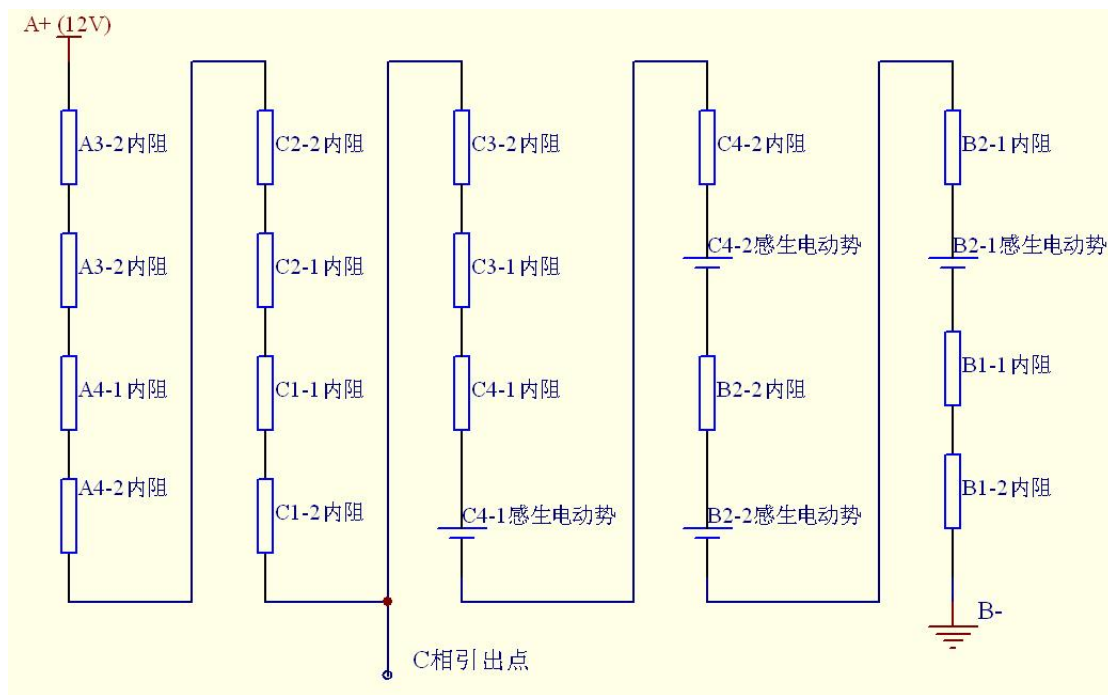 A+ (12V)
A3-2内阻
C2-2内阻
C3-2内阻
C4-2内阻
B2-1内阻
A3-2内阻
C2-1内阻
C3-1内阻
C4-2感生电动势
B2-1感生电动势
A4-1内阻
C1-1内阻
C4-1内阻
B2-2内阻
B1-1内阻
A4-2内阻
C1-2内阻
C4-1感生电动势
B2-2感生电动势
B1-2内阻
B-
C相引出点